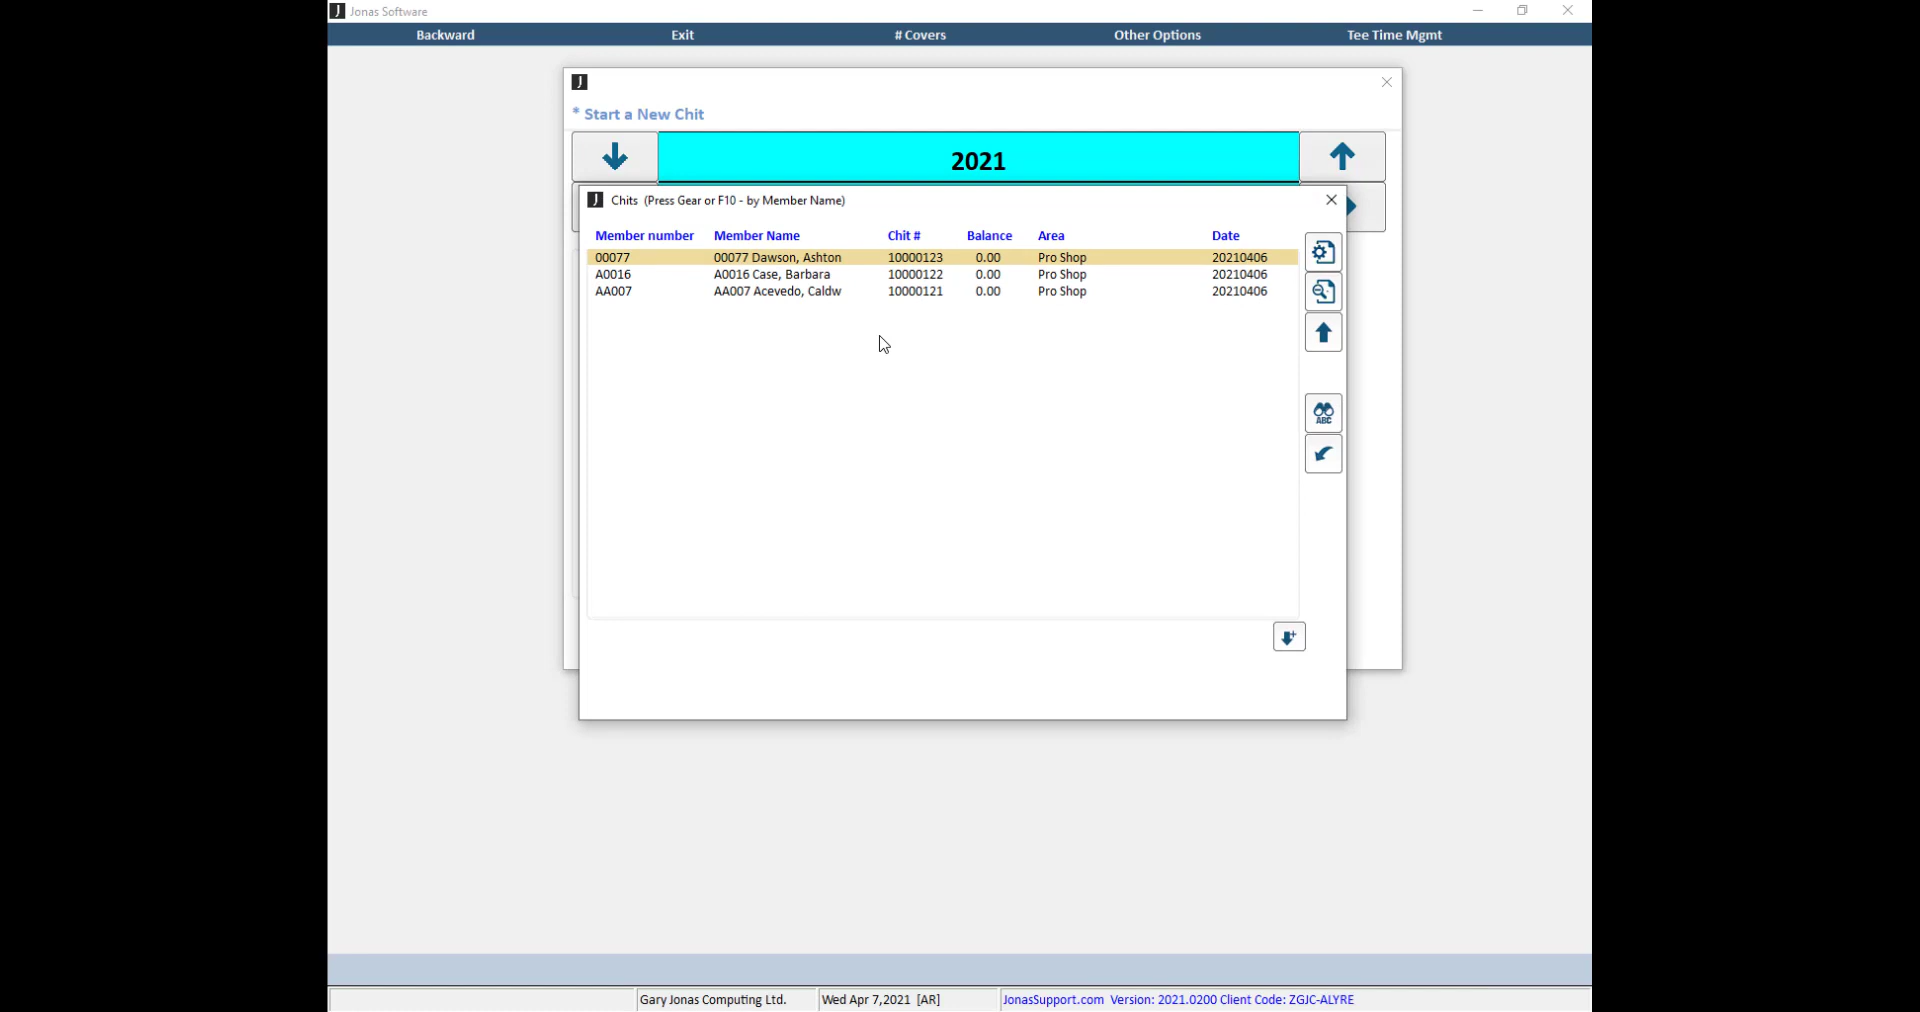 J Jonas Software
Backward Exit # Covers Other Options Tee Time Mgmt
J
* Start a New Chit
2021
J Chits (Press Gear or F10 - by Member Name)
Member number Member Name Chit # Balance Area Date
00077 00077 Dawson, Ashton 10000123 0.00 Pro Shop 20210406
A0016 A0016 Case, Barbara 10000122 0.00 Pro Shop 20210406
AA007 AA007 Acevedo, Caldw 10000121 0.00 Pro Shop 20210406
ABC
Gary Jonas Computing Ltd. Wed Apr 7,2021 [AR] JonasSupport.com Version: 2021.0200 Client Code: ZGJC-ALYRE